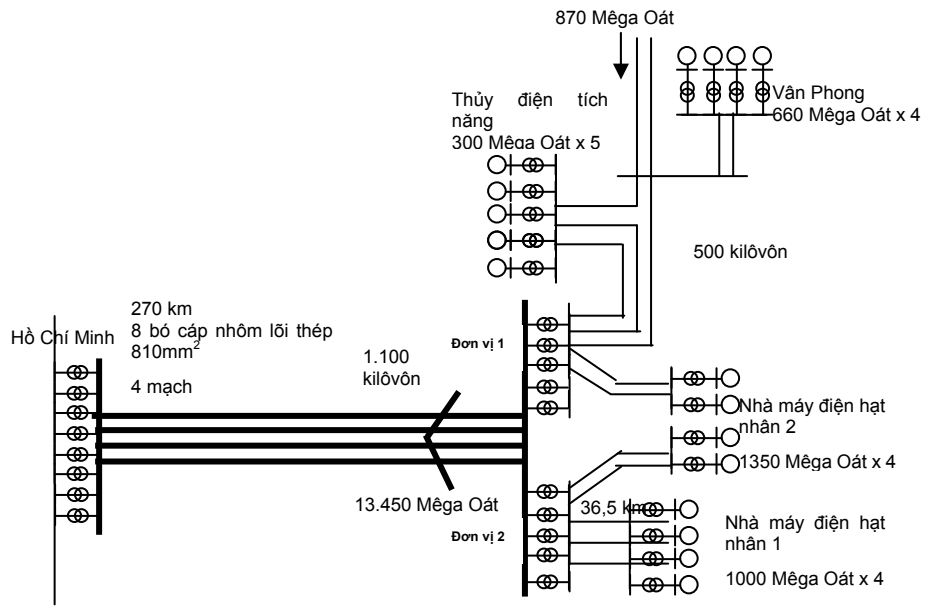 870 Mêga Oát
Vân Phong
660 Mêga Oát x 4
Thủy điện tích
năng
300 Mêga Oát x 5
500 kilôvôn
Hồ Chí Minh
270 km
8 bó cáp nhôm lõi thép
810mm²
4 mạch
1.100
kilôvôn
Đơn vị 1
Nhà máy điện hạt
nhân 2
1350 Mêga Oát x 4
13.450 Mêga Oát
36,5 km
Đơn vị 2
Nhà máy điện hạt
nhân 1
1000 Mêga Oát x 4